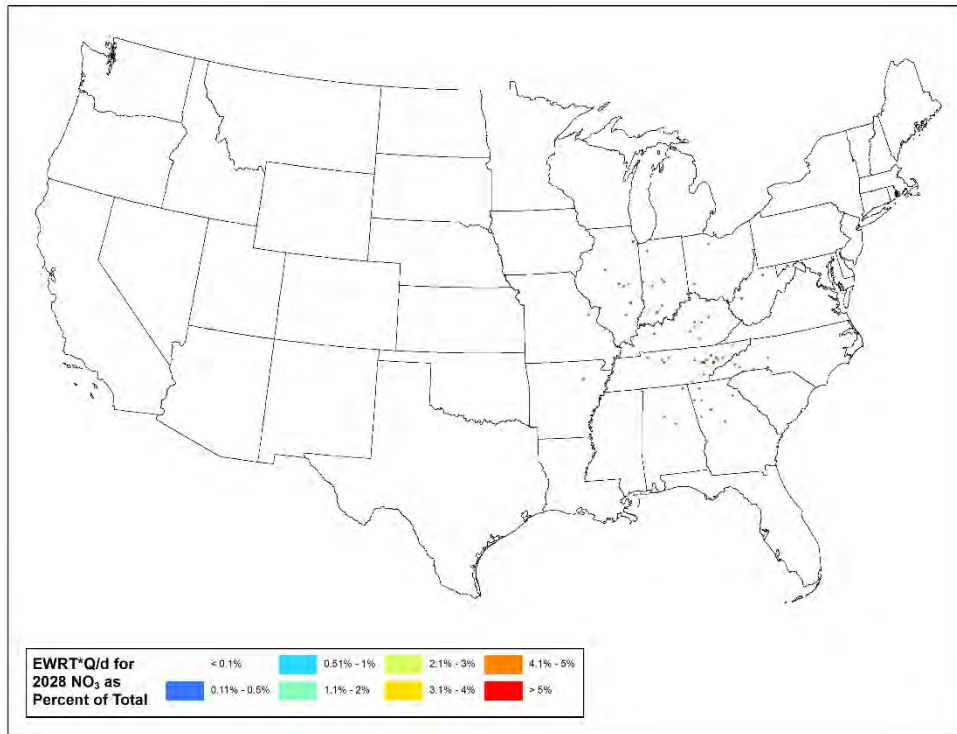 EWRT*Q/d for
2028 NO₃ as
Percent of Total
< 0.1%
0.11% - 0.5%
0.51% - 1%
1.1% - 2%
2.1% - 3%
3.1% - 4%
4.1% - 5%
> 5%